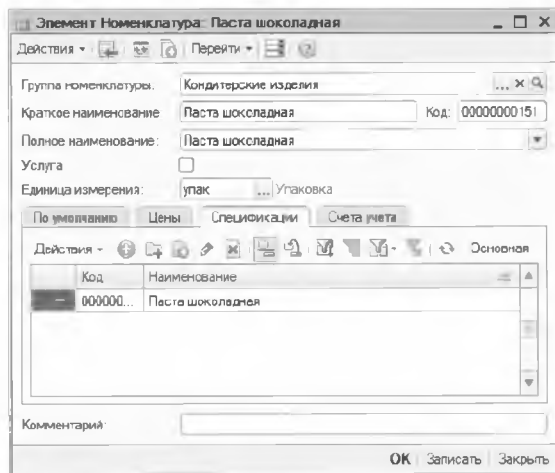 Элемент Номенклатура: Паста шоколадная
Действия Перейти
Группа номенклатуры: Кондитерские изделия ...
Краткое наименование Паста шоколадная Код: 00000000151
Полное наименование: Паста шоколадная
Услуга
Единица измерения: упак ... Упаковка
По умолчанию Цены Спецификации Счета учета
Действия Основная
Код Наименование
000000... Паста шоколадная
Комментарий:
OK Записать Закрыть